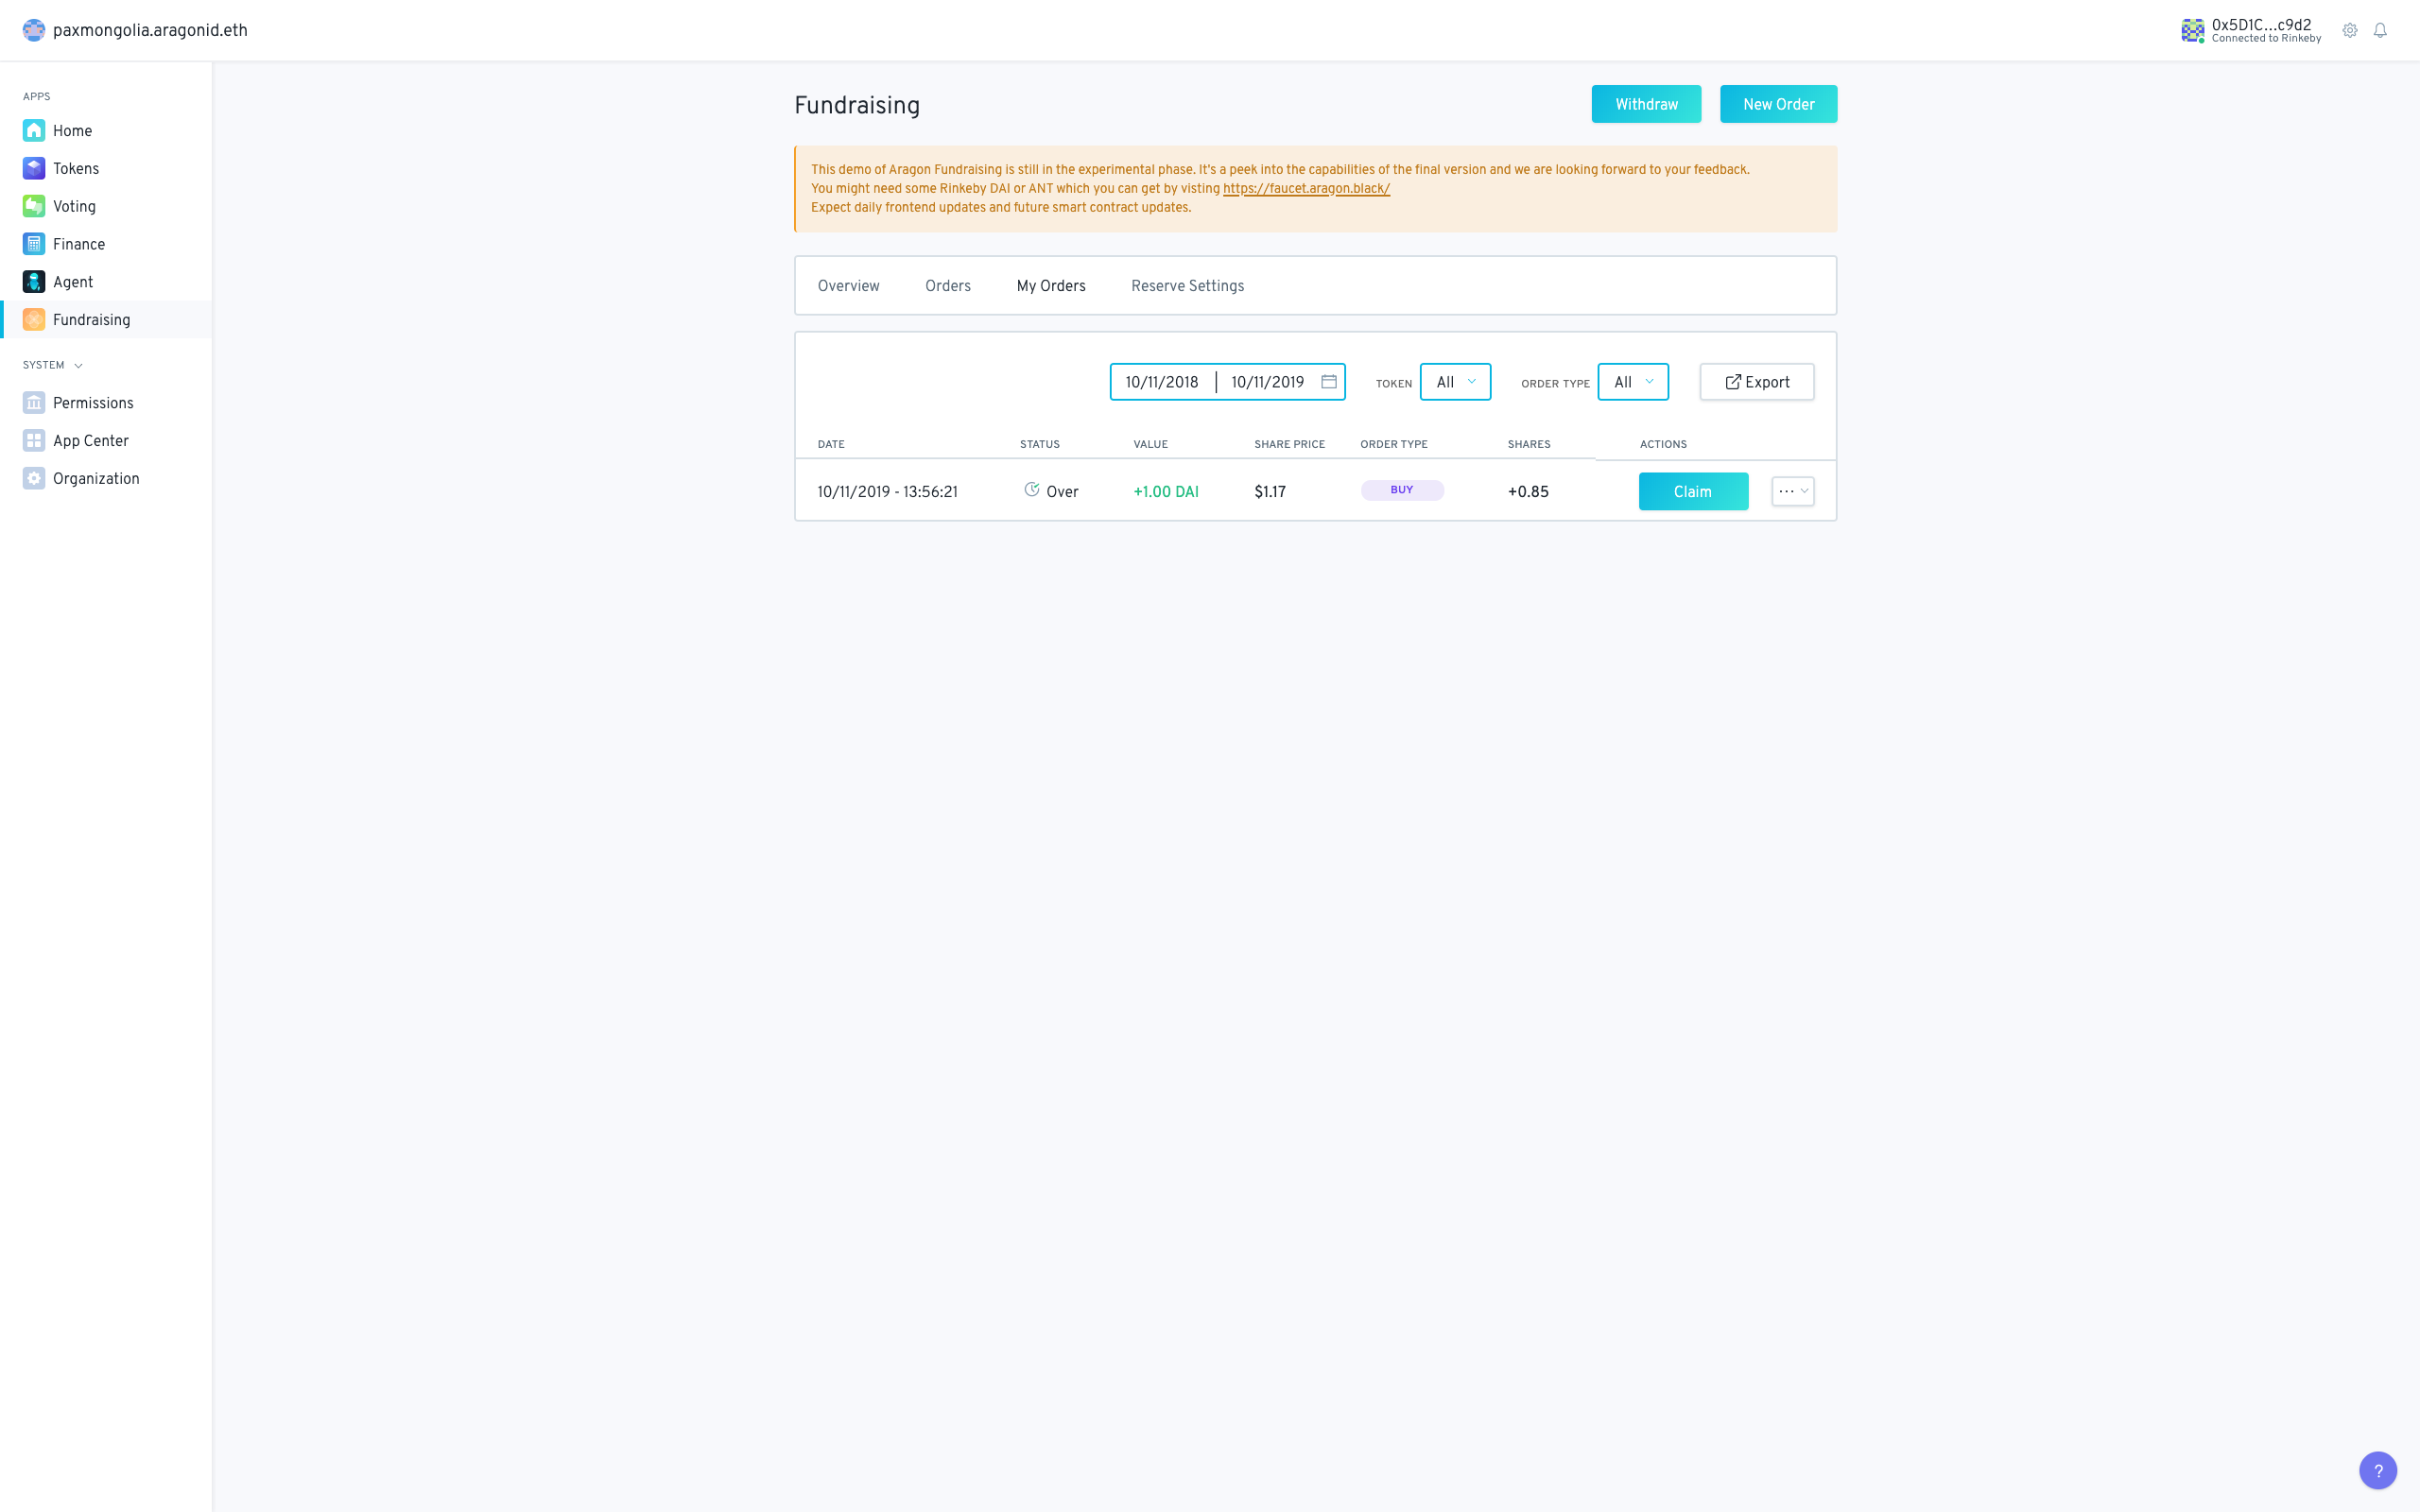 paxmongolia.aragonid.eth
0x5D1C...c9d2
Connected to Rinkeby
APPS
Home
Tokens
Voting
Finance
Agent
Fundraising
SYSTEM
Permissions
App Center
Organization
Fundraising
Withdraw
New Order
This demo of Aragon Fundraising is still in the experimental phase. It's a peek into the capabilities of the final version and we are looking forward to your feedback.
You might need some Rinkeby DAI or ANT which you can get by visting https://faucet.aragon.black/
Expect daily frontend updates and future smart contract updates.
Overview Orders My Orders Reserve Settings
10/11/2018 | 10/11/2019 TOKEN All ORDER TYPE All Export
DATE STATUS VALUE SHARE PRICE ORDER TYPE SHARES ACTIONS
10/11/2019 - 13:56:21 Over +1.00 DAI $1.17 BUY +0.85 Claim ...
?